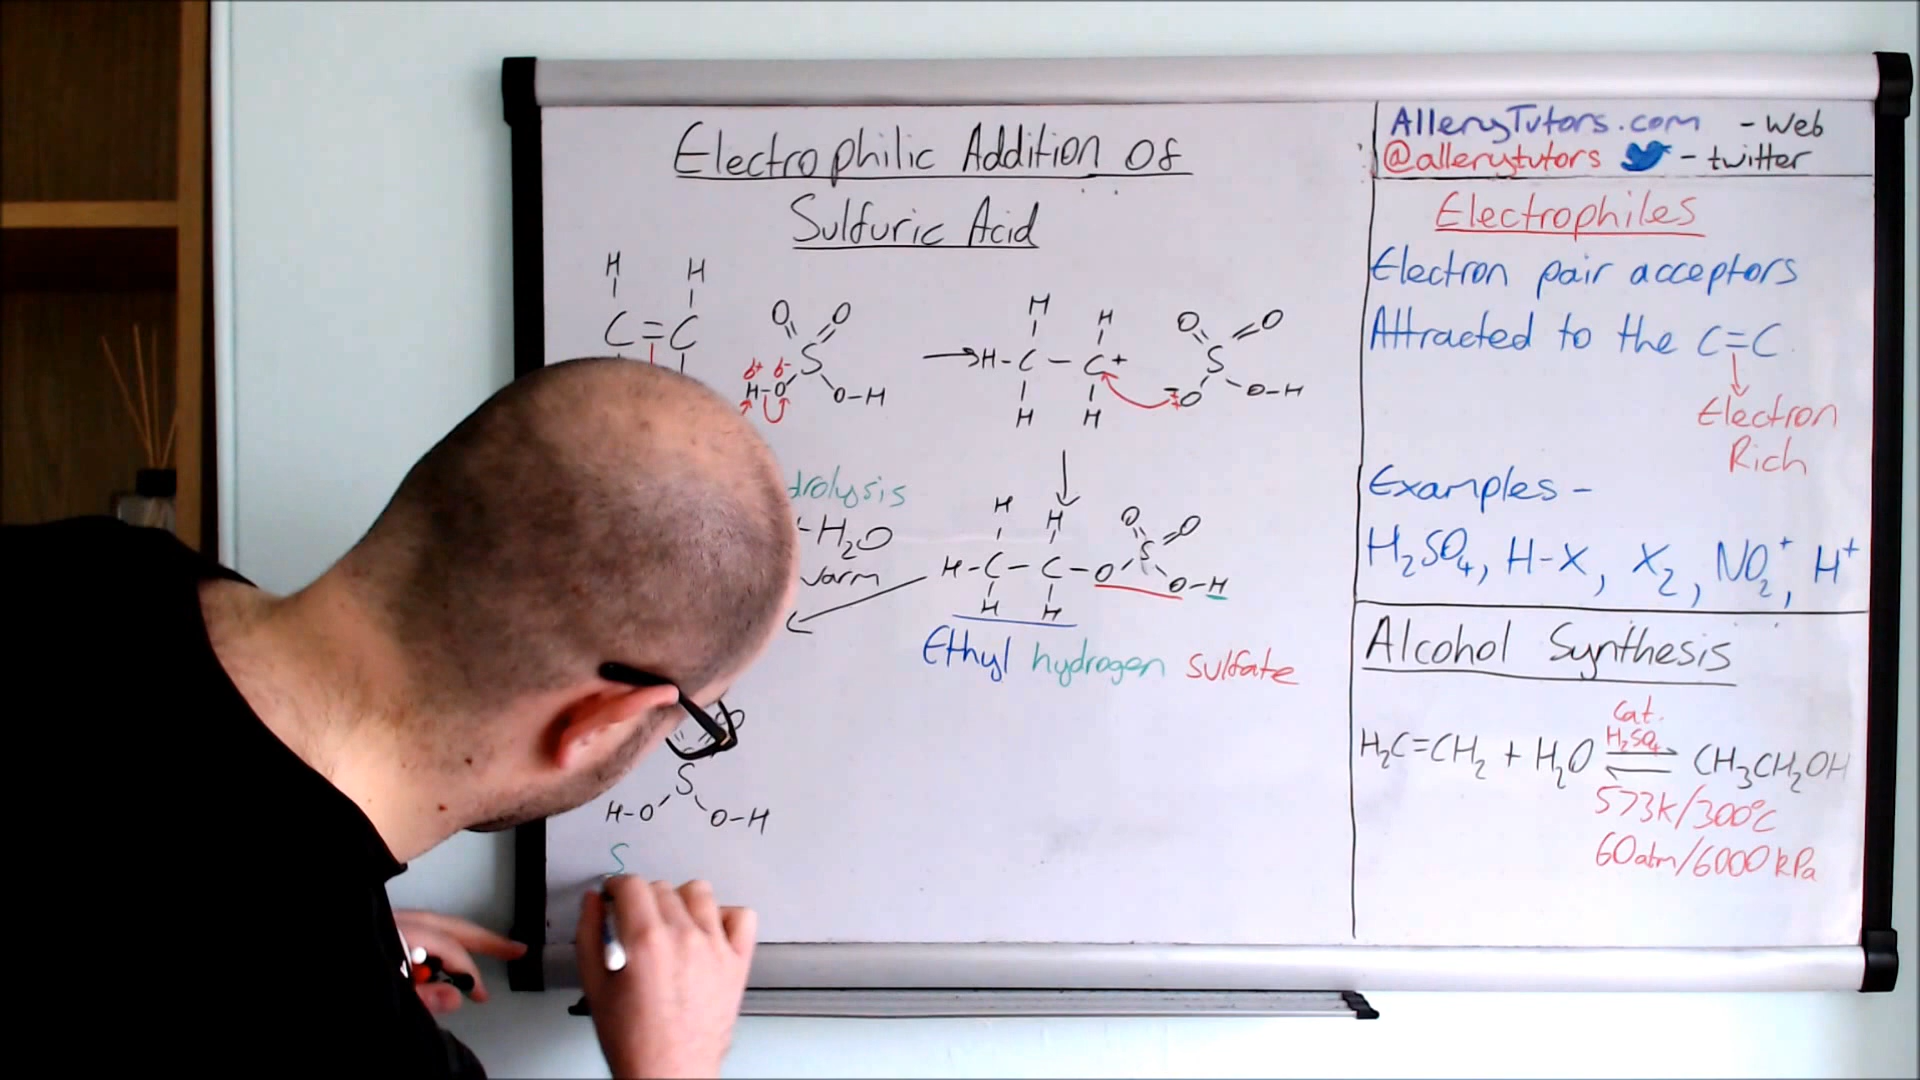 Electrophilic Addition of
Sulfuric Acid
H H
C=C
O O
S
δ+ δ-
H-O O-H
H H
H-C-C+
H H
O O
S
-:O O-H
drolysis
+H2O
warm
H H
H-C-C-O
H H
O O
S
O-H
Ethyl hydrogen sulfate
O
S
H-O O-H
S
AlleryTutors.com - Web
@allerytutors - twitter
Electrophiles
Electron pair acceptors
Attracted to the C=C.
Electron
Rich
Examples -
H2SO4, H-X, X2, NO2+, H+
Alcohol Synthesis
Cat.
H2SO4
H2C=CH2 + H2O ⇌ CH3CH2OH
573k/300°C
60atm/6000kPa